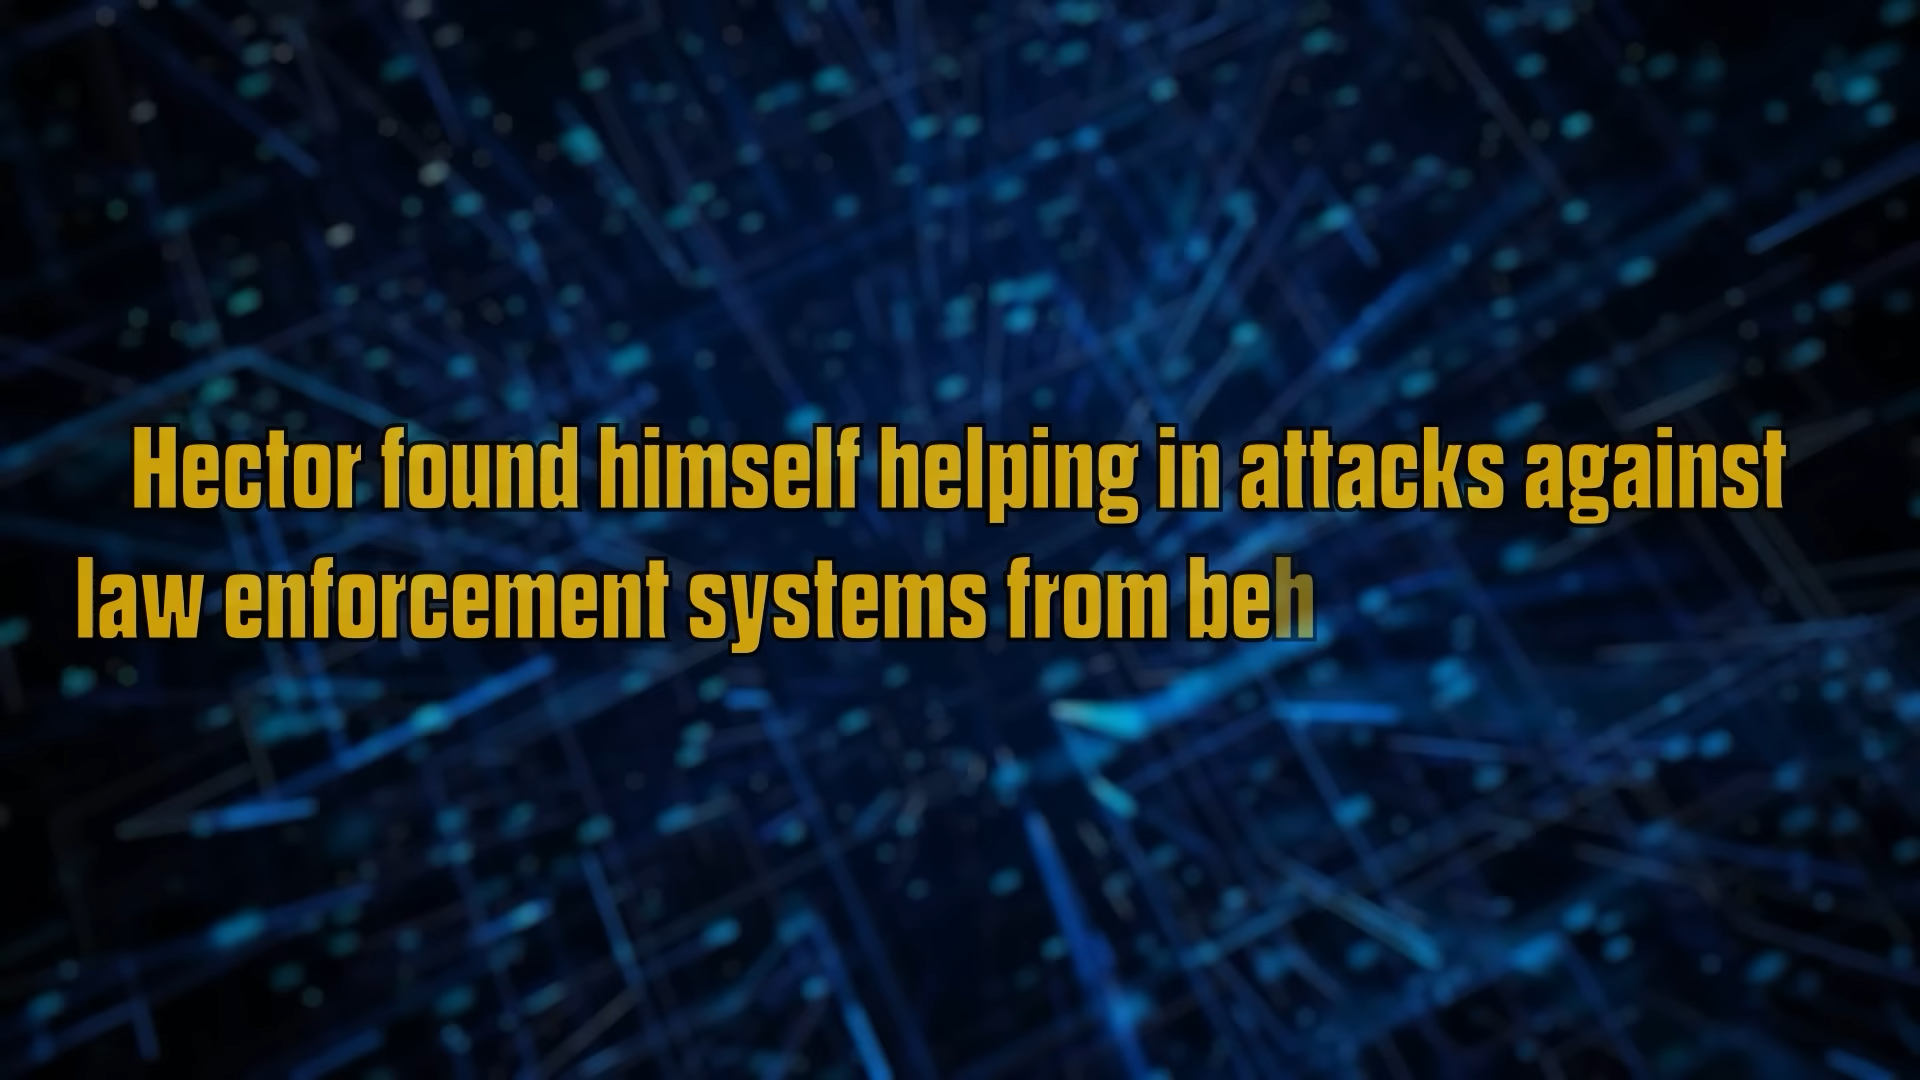 Hector found himself helping in attacks against
law enforcement systems from beh